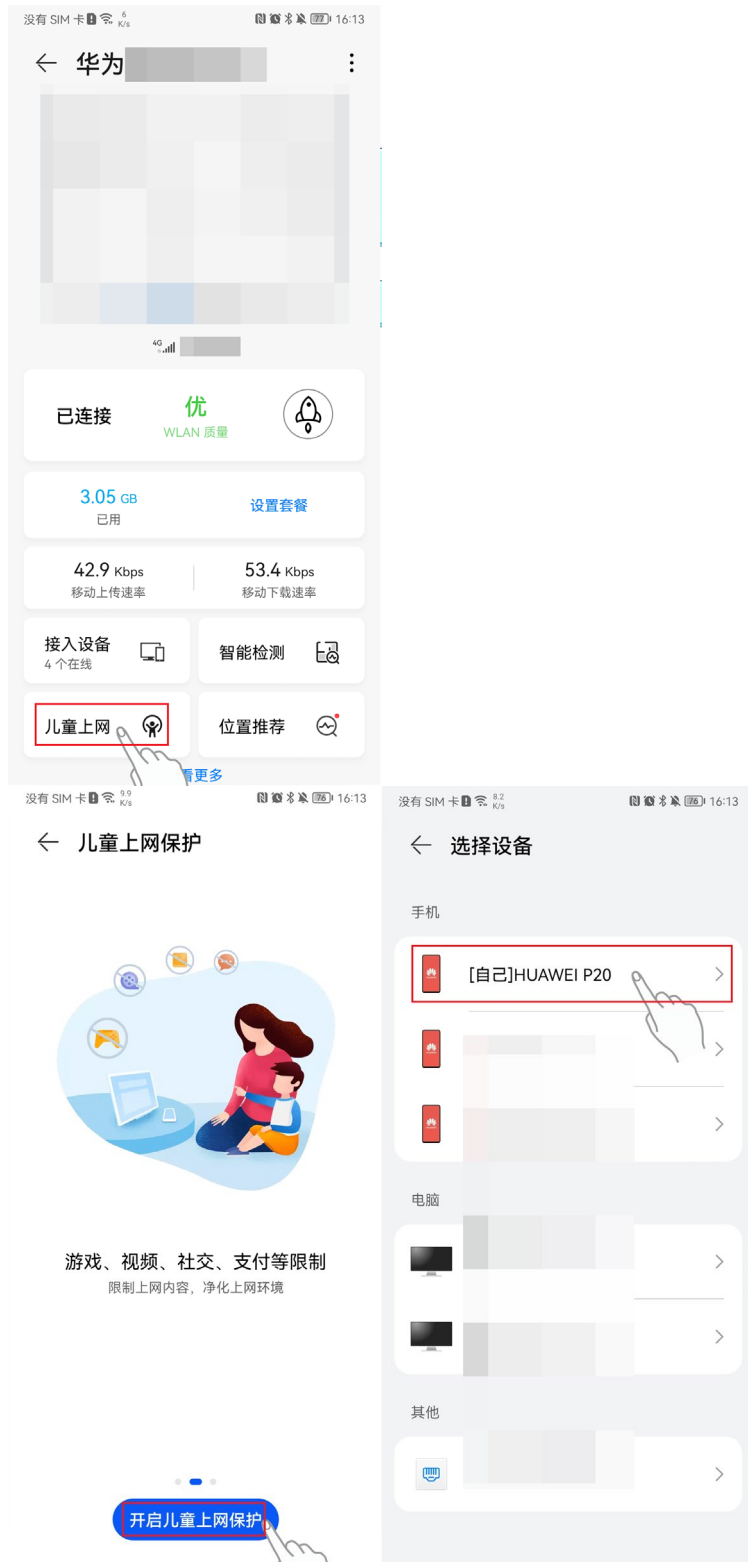 没有 SIM 卡 6 K/s 77 16:13
华为
4G
已连接
优
WLAN 质量
3.05 GB
已用
设置套餐
42.9 Kbps
移动上传速率
53.4 Kbps
移动下载速率
接入设备
4 个在线
智能检测
儿童上网
位置推荐
看更多
没有 SIM 卡 9.9 K/s 76 16:13
儿童上网保护
游戏、视频、社交、支付等限制
限制上网内容，净化上网环境
开启儿童上网保护
没有 SIM 卡 8.2 K/s 76 16:13
选择设备
手机
[自己]HUAWEI P20
电脑
其他